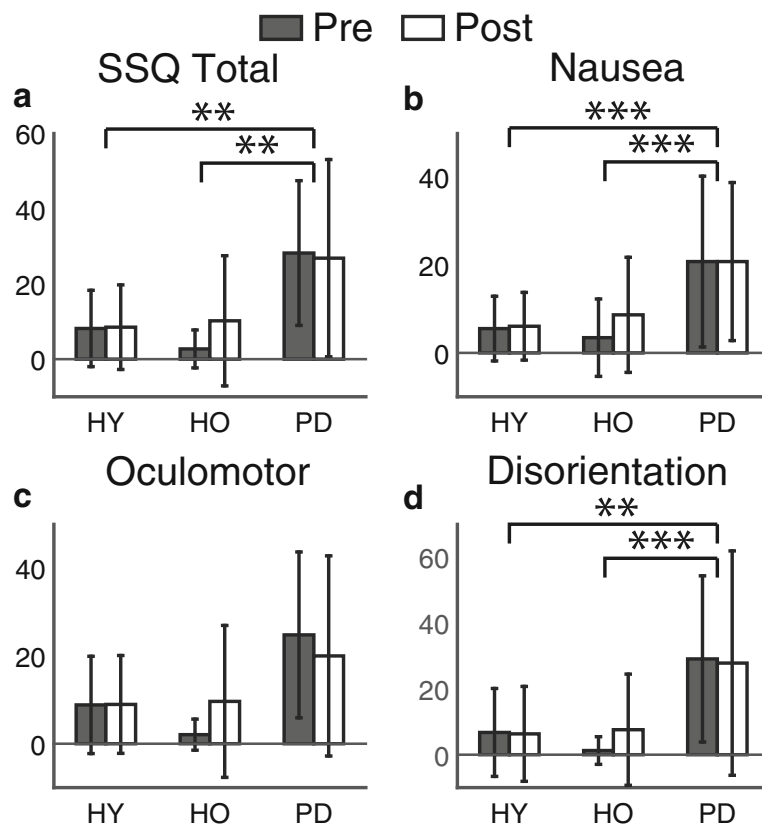 Pre Post
SSQ Total
a
**
**
60
40
20
0
HY HO PD
Nausea
b
***
***
40
20
0
HY HO PD
Oculomotor
c
40
20
0
HY HO PD
Disorientation
d
**
***
60
40
20
0
HY HO PD